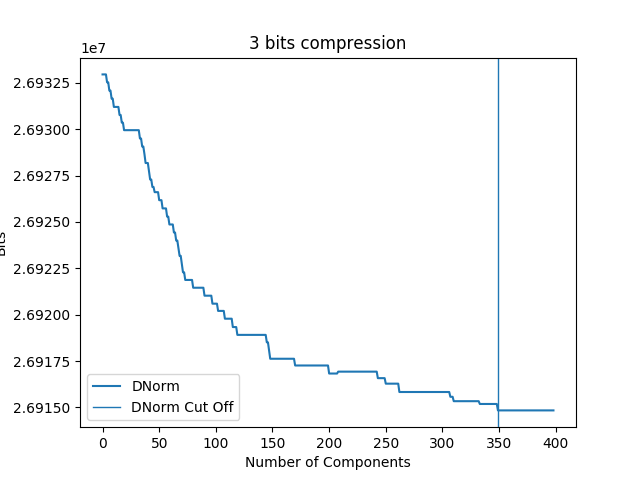 3 bits compression
1e7
2.69325
2.69300
2.69275
2.69250
2.69225
2.69200
2.69175
2.69150
Bits
DNorm
DNorm Cut Off
0 50 100 150 200 250 300 350 400
Number of Components